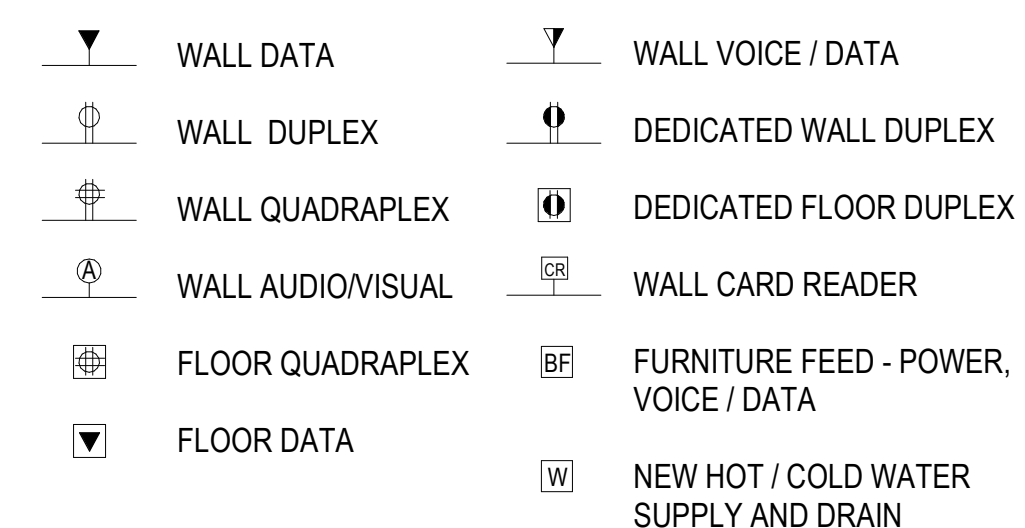 WALL DATA
WALL DUPLEX
WALL QUADRAPLEX
A
WALL AUDIO/VISUAL
FLOOR QUADRAPLEX
FLOOR DATA
WALL VOICE / DATA
DEDICATED WALL DUPLEX
DEDICATED FLOOR DUPLEX
CR
WALL CARD READER
BF
FURNITURE FEED - POWER,
VOICE / DATA
W
NEW HOT / COLD WATER
SUPPLY AND DRAIN